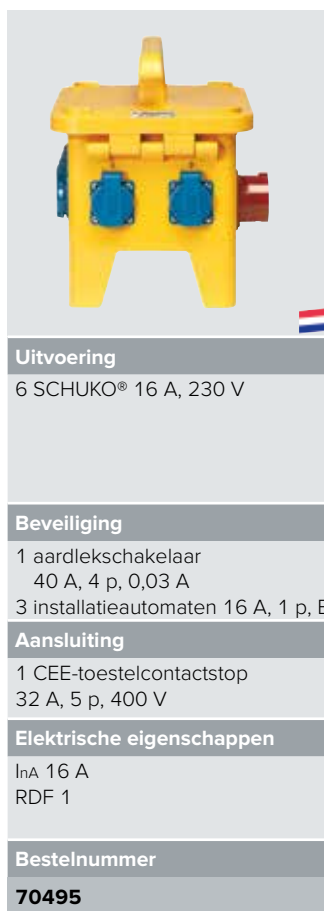 Uitvoering
6 SCHUKO® 16 A, 230 V
Beveiliging
1 aardlekschakelaar
40 A, 4 p, 0,03 A
3 installatieautomaten 16 A, 1 p,
Aansluiting
1 CEE-toestelcontactstop
32 A, 5 p, 400 V
Elektrische eigenschappen
InA 16 A
RDF 1
Bestelnummer
70495